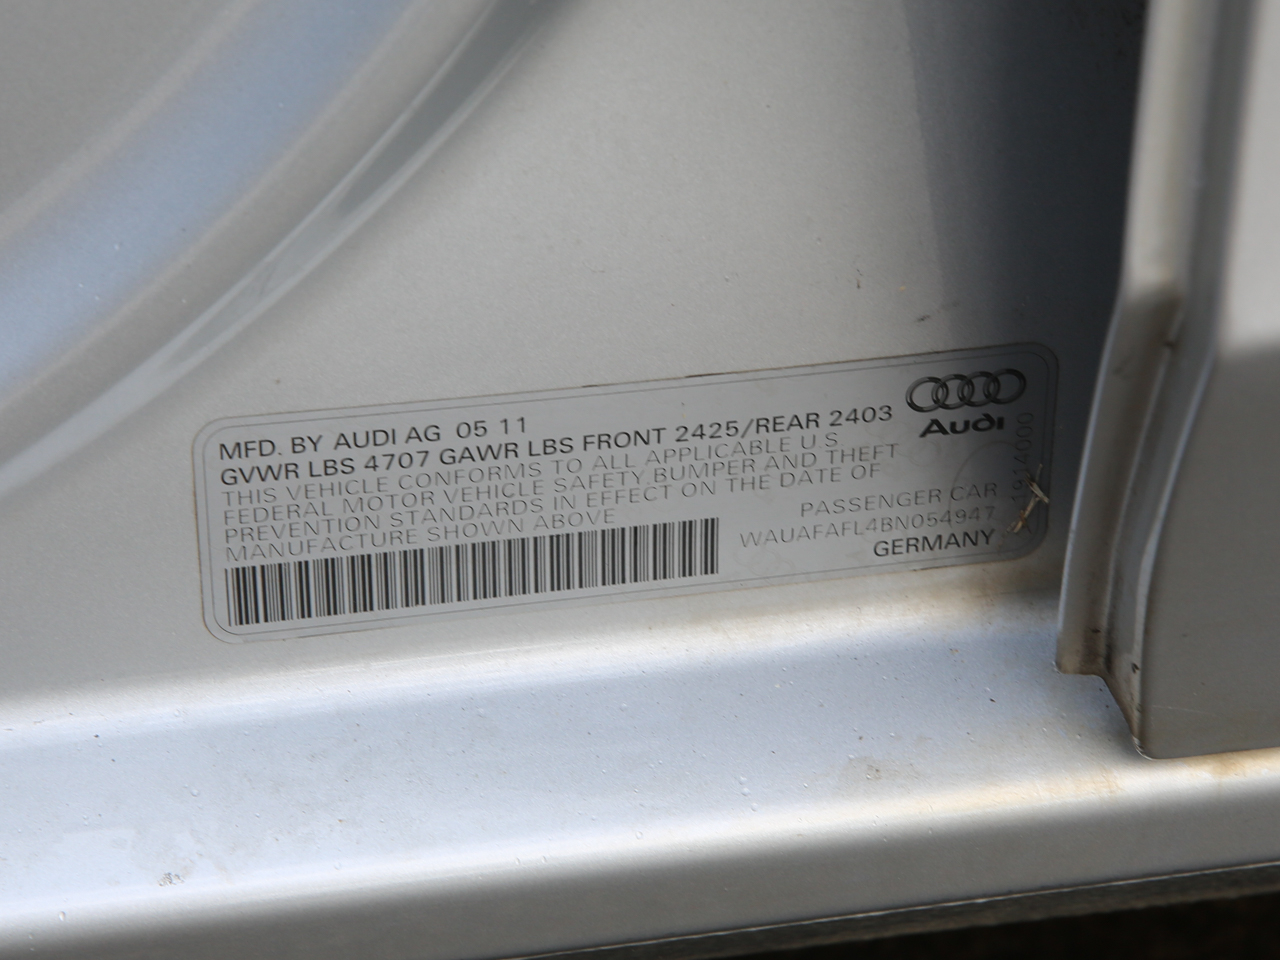 MFD. BY AUDI AG 05 11
GVWR LBS 4707 GAWR LBS FRONT 2425/REAR 2403
THIS VEHICLE CONFORMS TO ALL APPLICABLE U S
FEDERAL MOTOR VEHICLE SAFETY, BUMPER AND THEFT
PREVENTION STANDARDS IN EFFECT ON THE DATE OF
MANUFACTURE SHOWN ABOVE
PASSENGER CAR
WAUAFAFL4BN054947
GERMANY
Audi